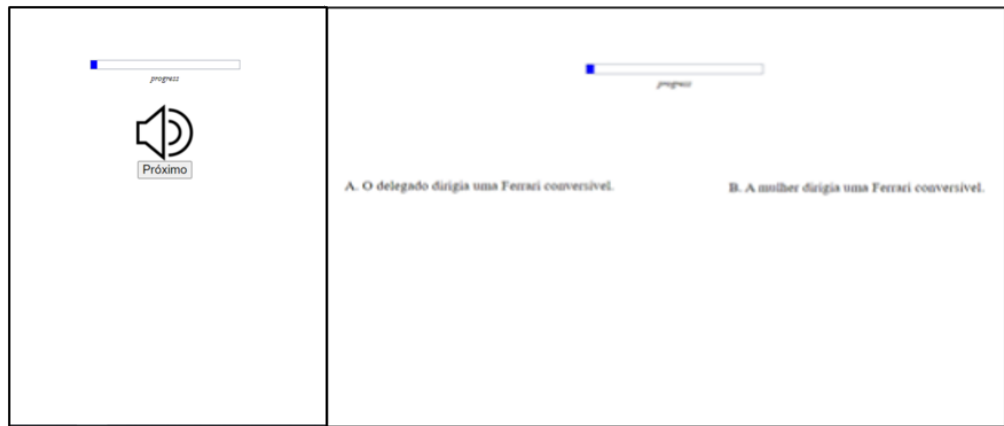 progress
Próximo
progress
A. O delegado dirigia uma Ferrari conversível.
B. A mulher dirigia uma Ferrari conversível.